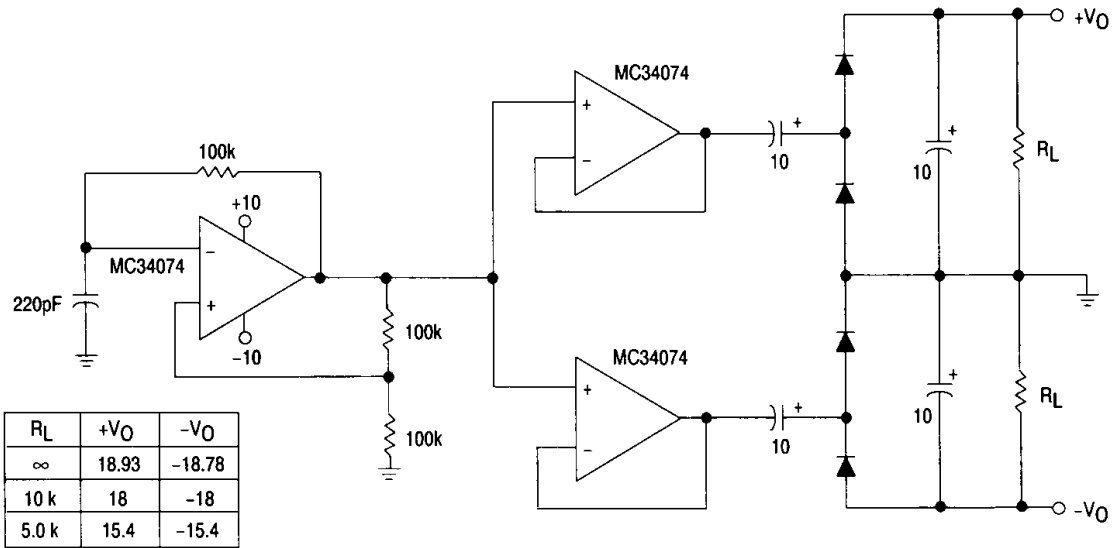 +VO
MC34074
+
−
+
10
+
10
RL
100k
+10
−
MC34074
+
−10
220pF
100k
100k
MC34074
+
−
+
10
+
10
RL
−VO
RL +VO −VO
∞ 18.93 −18.78
10 k 18 −18
5.0 k 15.4 −15.4